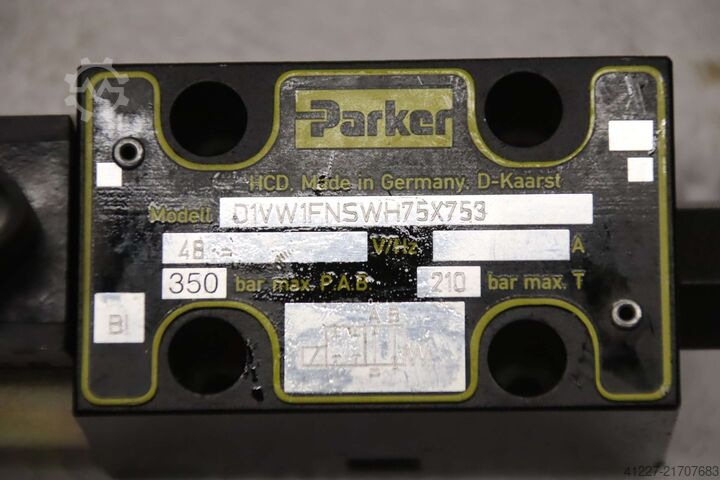 Parker
HCD. Made in Germany. D-Kaarst
Modell D1VW1FNSWH75X753
48 = V/Hz A
350 bar max. P.A.B 210 bar max. T
BI
A B
P T
41227-21707683